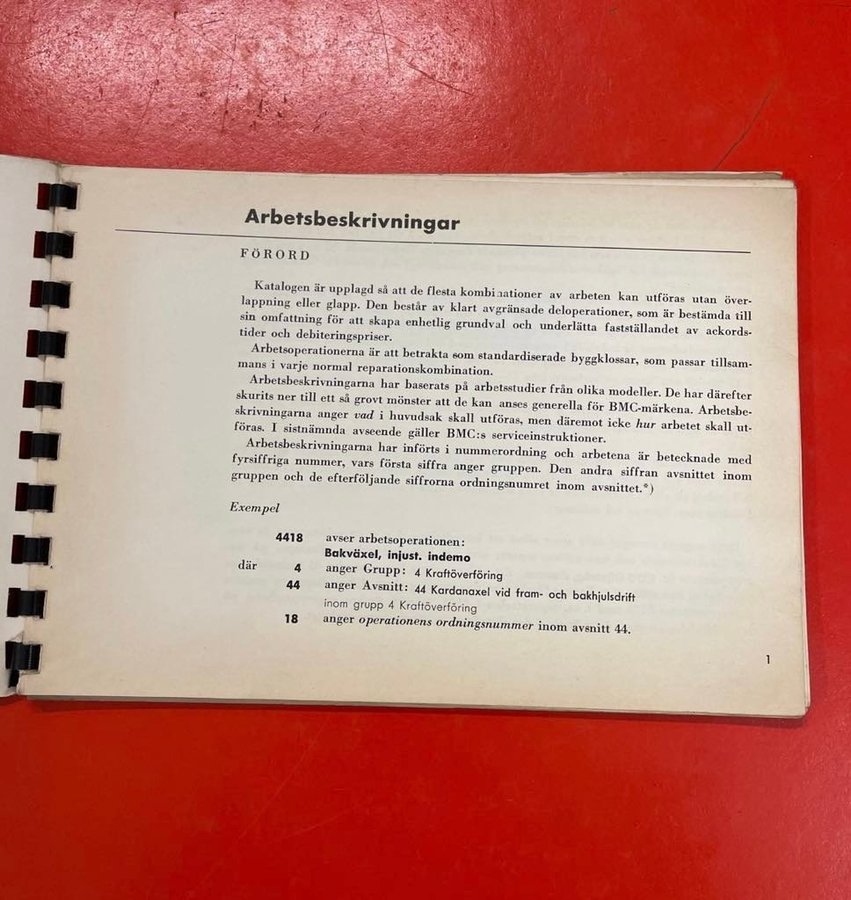 Arbetsbeskrivningar
FÖRORD
Katalogen är upplagd så att de flesta kombinationer av arbeten kan utföras utan över-
lappning eller glapp. Den består av klart avgränsade deloperationer, som är bestämda till
sin omfattning för att skapa enhetlig grundval och underlätta fastställandet av ackords-
tider och debiteringspriser.
Arbetsoperationerna är att betrakta som standardiserade byggklossar, som passar tillsam-
mans i varje normal reparationskombination.
Arbetsbeskrivningarna har baserats på arbetsstudier från olika modeller. De har därefter
skurits ner till ett så grovt mönster att de kan anses generella för BMC-märkena. Arbetsbe-
skrivningarna anger vad i huvudsak skall utföras, men däremot icke hur arbetet skall ut-
föras. I sistnämnda avseende gäller BMC:s serviceinstruktioner.
Arbetsbeskrivningarna har införts i nummerordning och arbetena är betecknade med
fyrsiffriga nummer, vars första siffra anger gruppen. Den andra siffran avsnittet inom
gruppen och de efterföljande siffrorna ordningsnumret inom avsnittet.*)
Exempel
4418 avser arbetsoperationen:
Bakväxel, injust. indemo
där 4 anger Grupp: 4 Kraftöverföring
44 anger Avsnitt: 44 Kardanaxel vid fram- och bakhjulsdrift
inom grupp 4 Kraftöverföring
18 anger operationens ordningsnummer inom avsnitt 44.
1